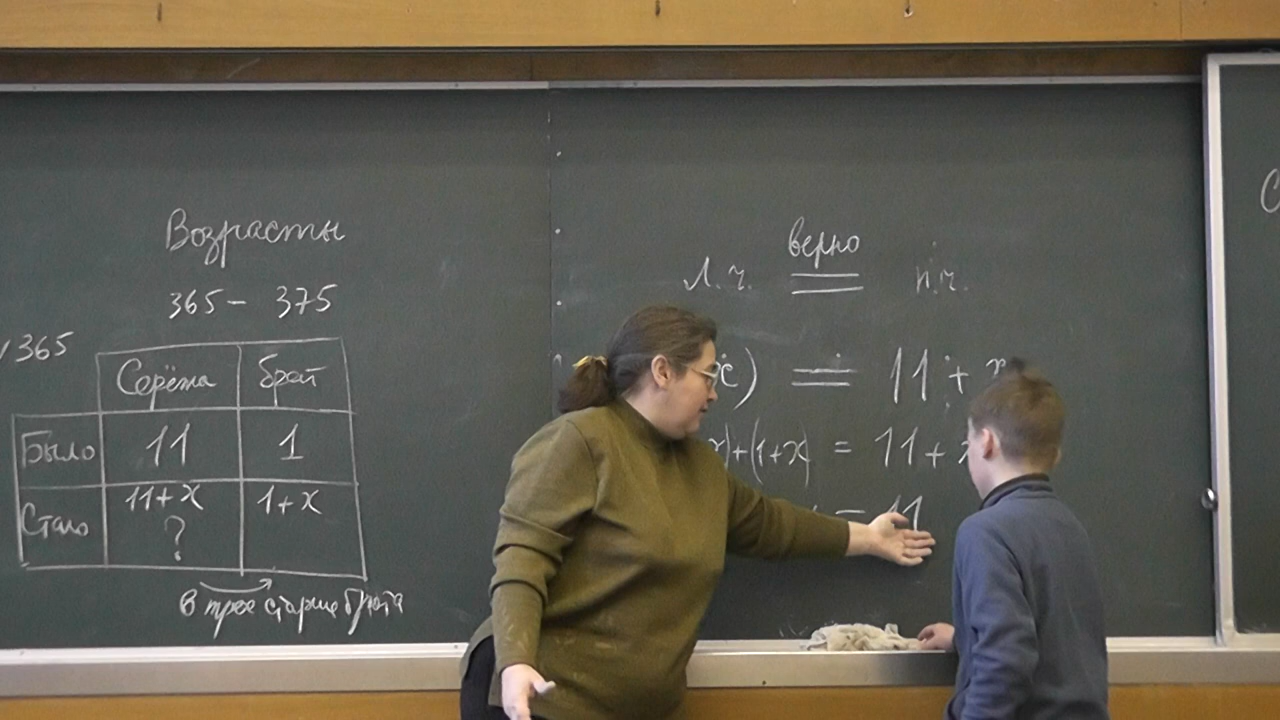 Возрасты
365 - 375
365
Серёжа брат
Было 11 1
Стало 11+x 1+x
?
в трое старше брата
верно
Л.ч. = п.ч.
) = 11 + x
)+(1+x) = 11+x
= 11